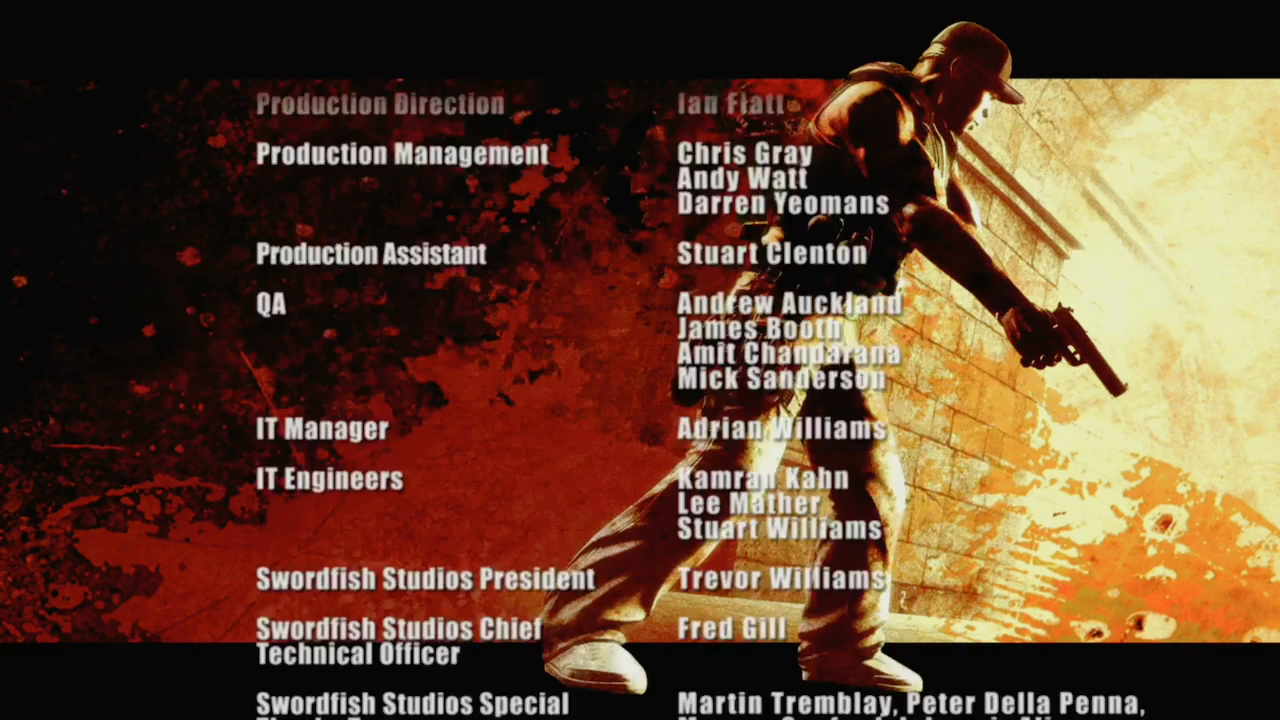 Production Direction Ian Flatt
Production Management Chris Gray
Andy Watt
Darren Yeomans
Production Assistant Stuart Clenton
QA Andrew Auckland
James Booth
Amit Chandarana
Mick Sanderson
IT Manager Adrian Williams
IT Engineers Kamran Kahn
Lee Mather
Stuart Williams
Swordfish Studios President Trevor Williams
Swordfish Studios Chief Fred Gill
Technical Officer
Swordfish Studios Special Martin Tremblay, Peter Della Penna,